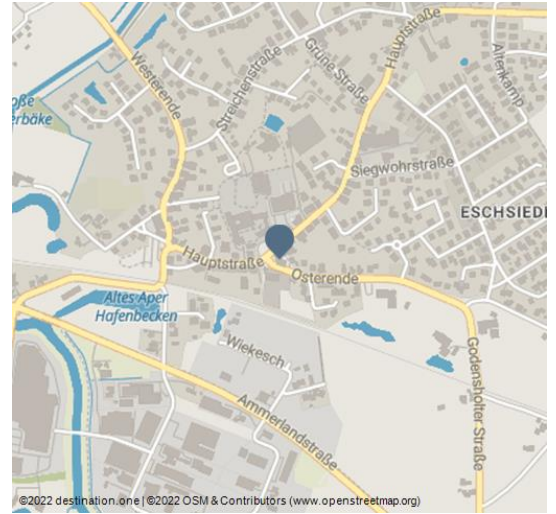 Hauptstraße
Grüne Straße
Altenkamp
Westerende
Streichenstraße
oße
erbäke
Siegwohrstraße
ESCHSIEDL
Hauptstraße
Osterende
Altes Aper
Hafenbecken
Wiekesch
Godensholter Straße
Ammerlandstraße
©2022 destination.one | ©2022 OSM & Contributors (www.openstreetmap.org)